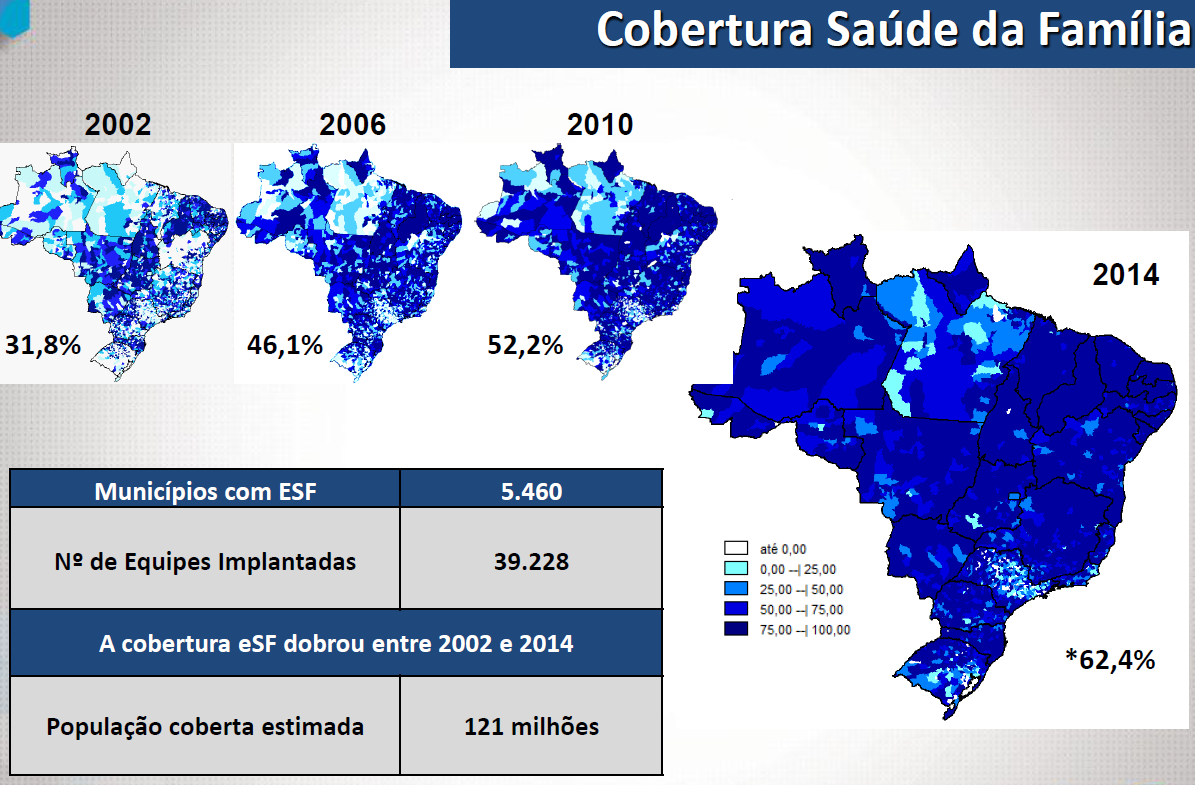 Cobertura Saúde da Família
2002
2006
2010
31,8%
46,1%
52,2%
2014
até 0,00
0,00 --| 25,00
25,00 --| 50,00
50,00 --| 75,00
75,00 --| 100,00
*62,4%
Municípios com ESF
5.460
Nº de Equipes Implantadas
39.228
A cobertura eSF dobrou entre 2002 e 2014
População coberta estimada
121 milhões